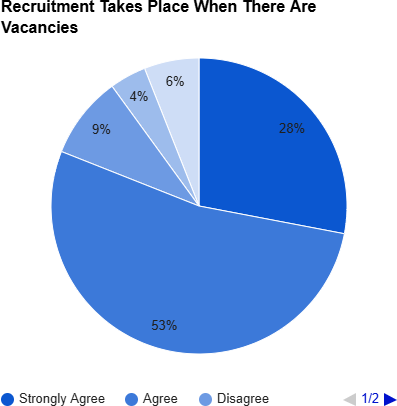 Recruitment Takes Place When There Are
Vacancies
6%
4%
28%
9%
53%
Strongly Agree
Agree
Disagree
1/2